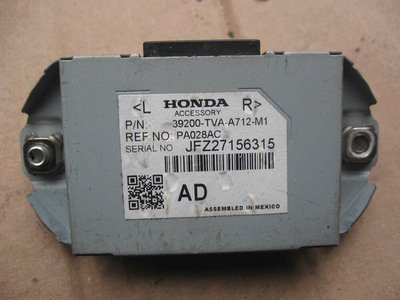 <L HONDA R>
ACCESSORY
P/N: 39200-TVA-A712-M1
REF NO: PA028AC
SERIAL NO JFZ27156315
AD
ASSEMBLED IN MEXICO